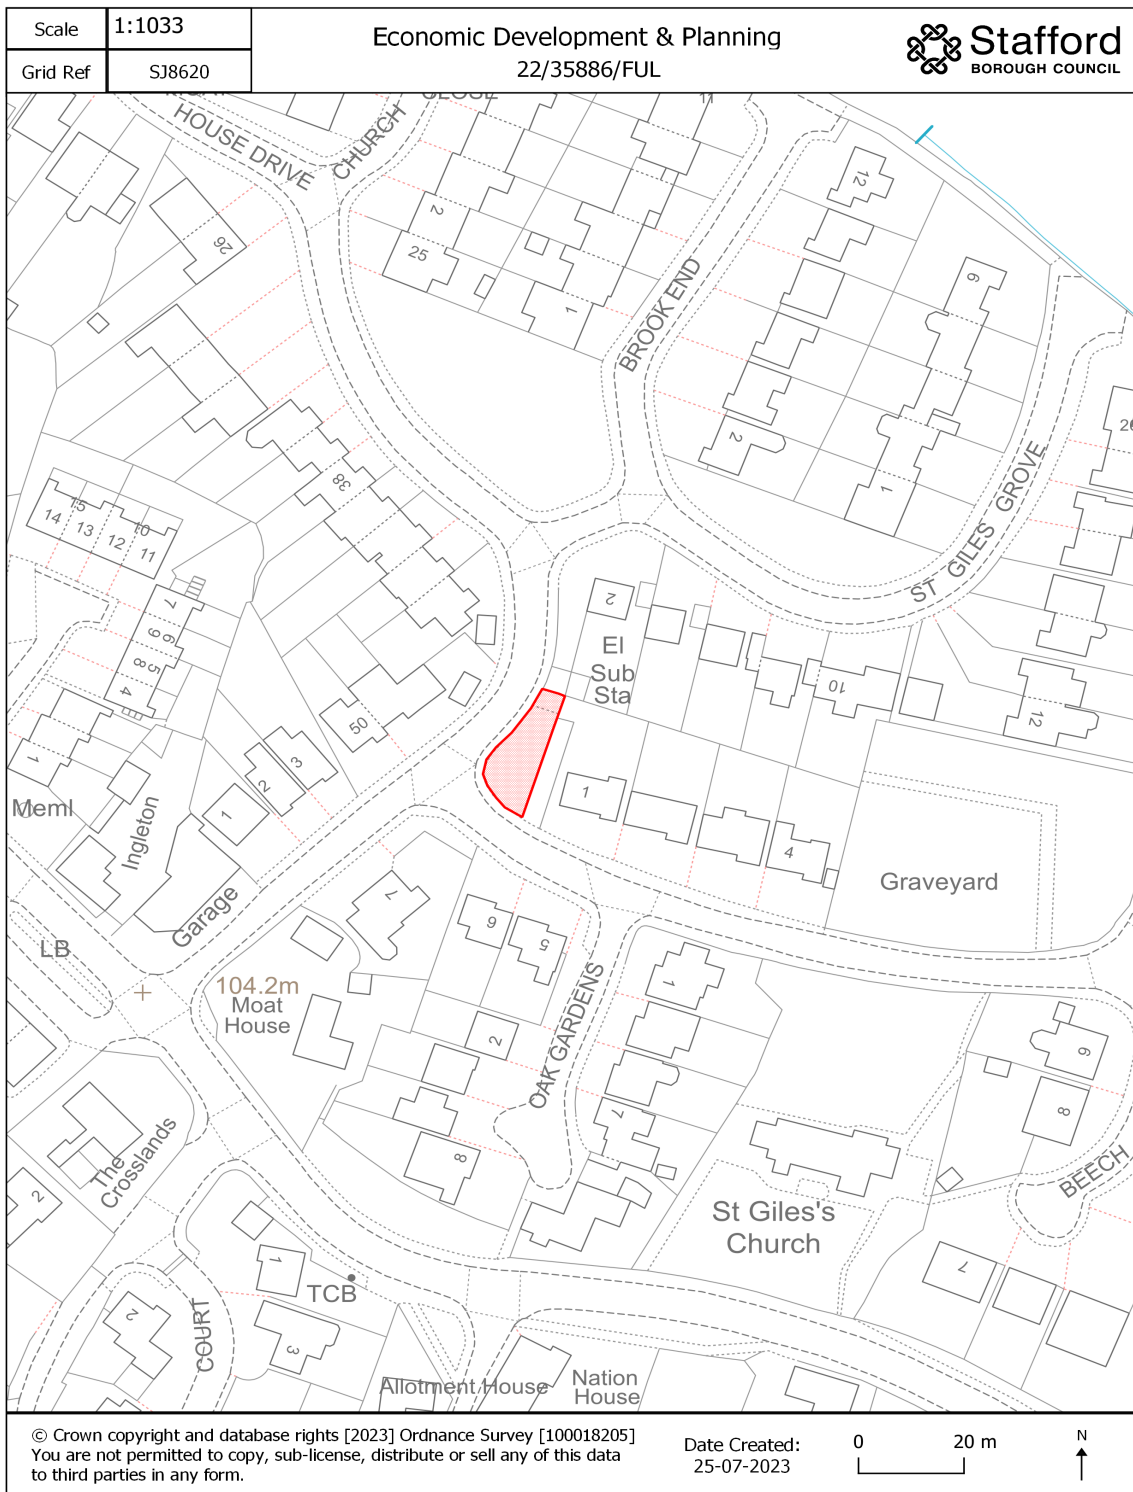 Scale
1:1033
Grid Ref
SJ8620
Economic Development & Planning
22/35886/FUL
Stafford
BOROUGH COUNCIL
HOUSE DRIVE
CHURCH
CLOSE
11
26
2
25
1
BROOK END
12
9
2
1
ST GILES GROVE
38
15
14
13
12
10
11
7
6
9
5
8
4
2
El
Sub
Sta
10
12
50
3
2
1
1
Meml
Ingleton
Garage
LB
1
4
Graveyard
7
6
5
104.2m
Moat
House
2
8
OAK GARDENS
1
7
9
8
BEECH
7
The
Crosslands
2
St Giles's
Church
1
TCB
2
COURT
3
Allotment House
Nation
House
© Crown copyright and database rights [2023] Ordnance Survey [100018205]
You are not permitted to copy, sub-license, distribute or sell any of this data
to third parties in any form.
Date Created:
25-07-2023
0
20 m
N